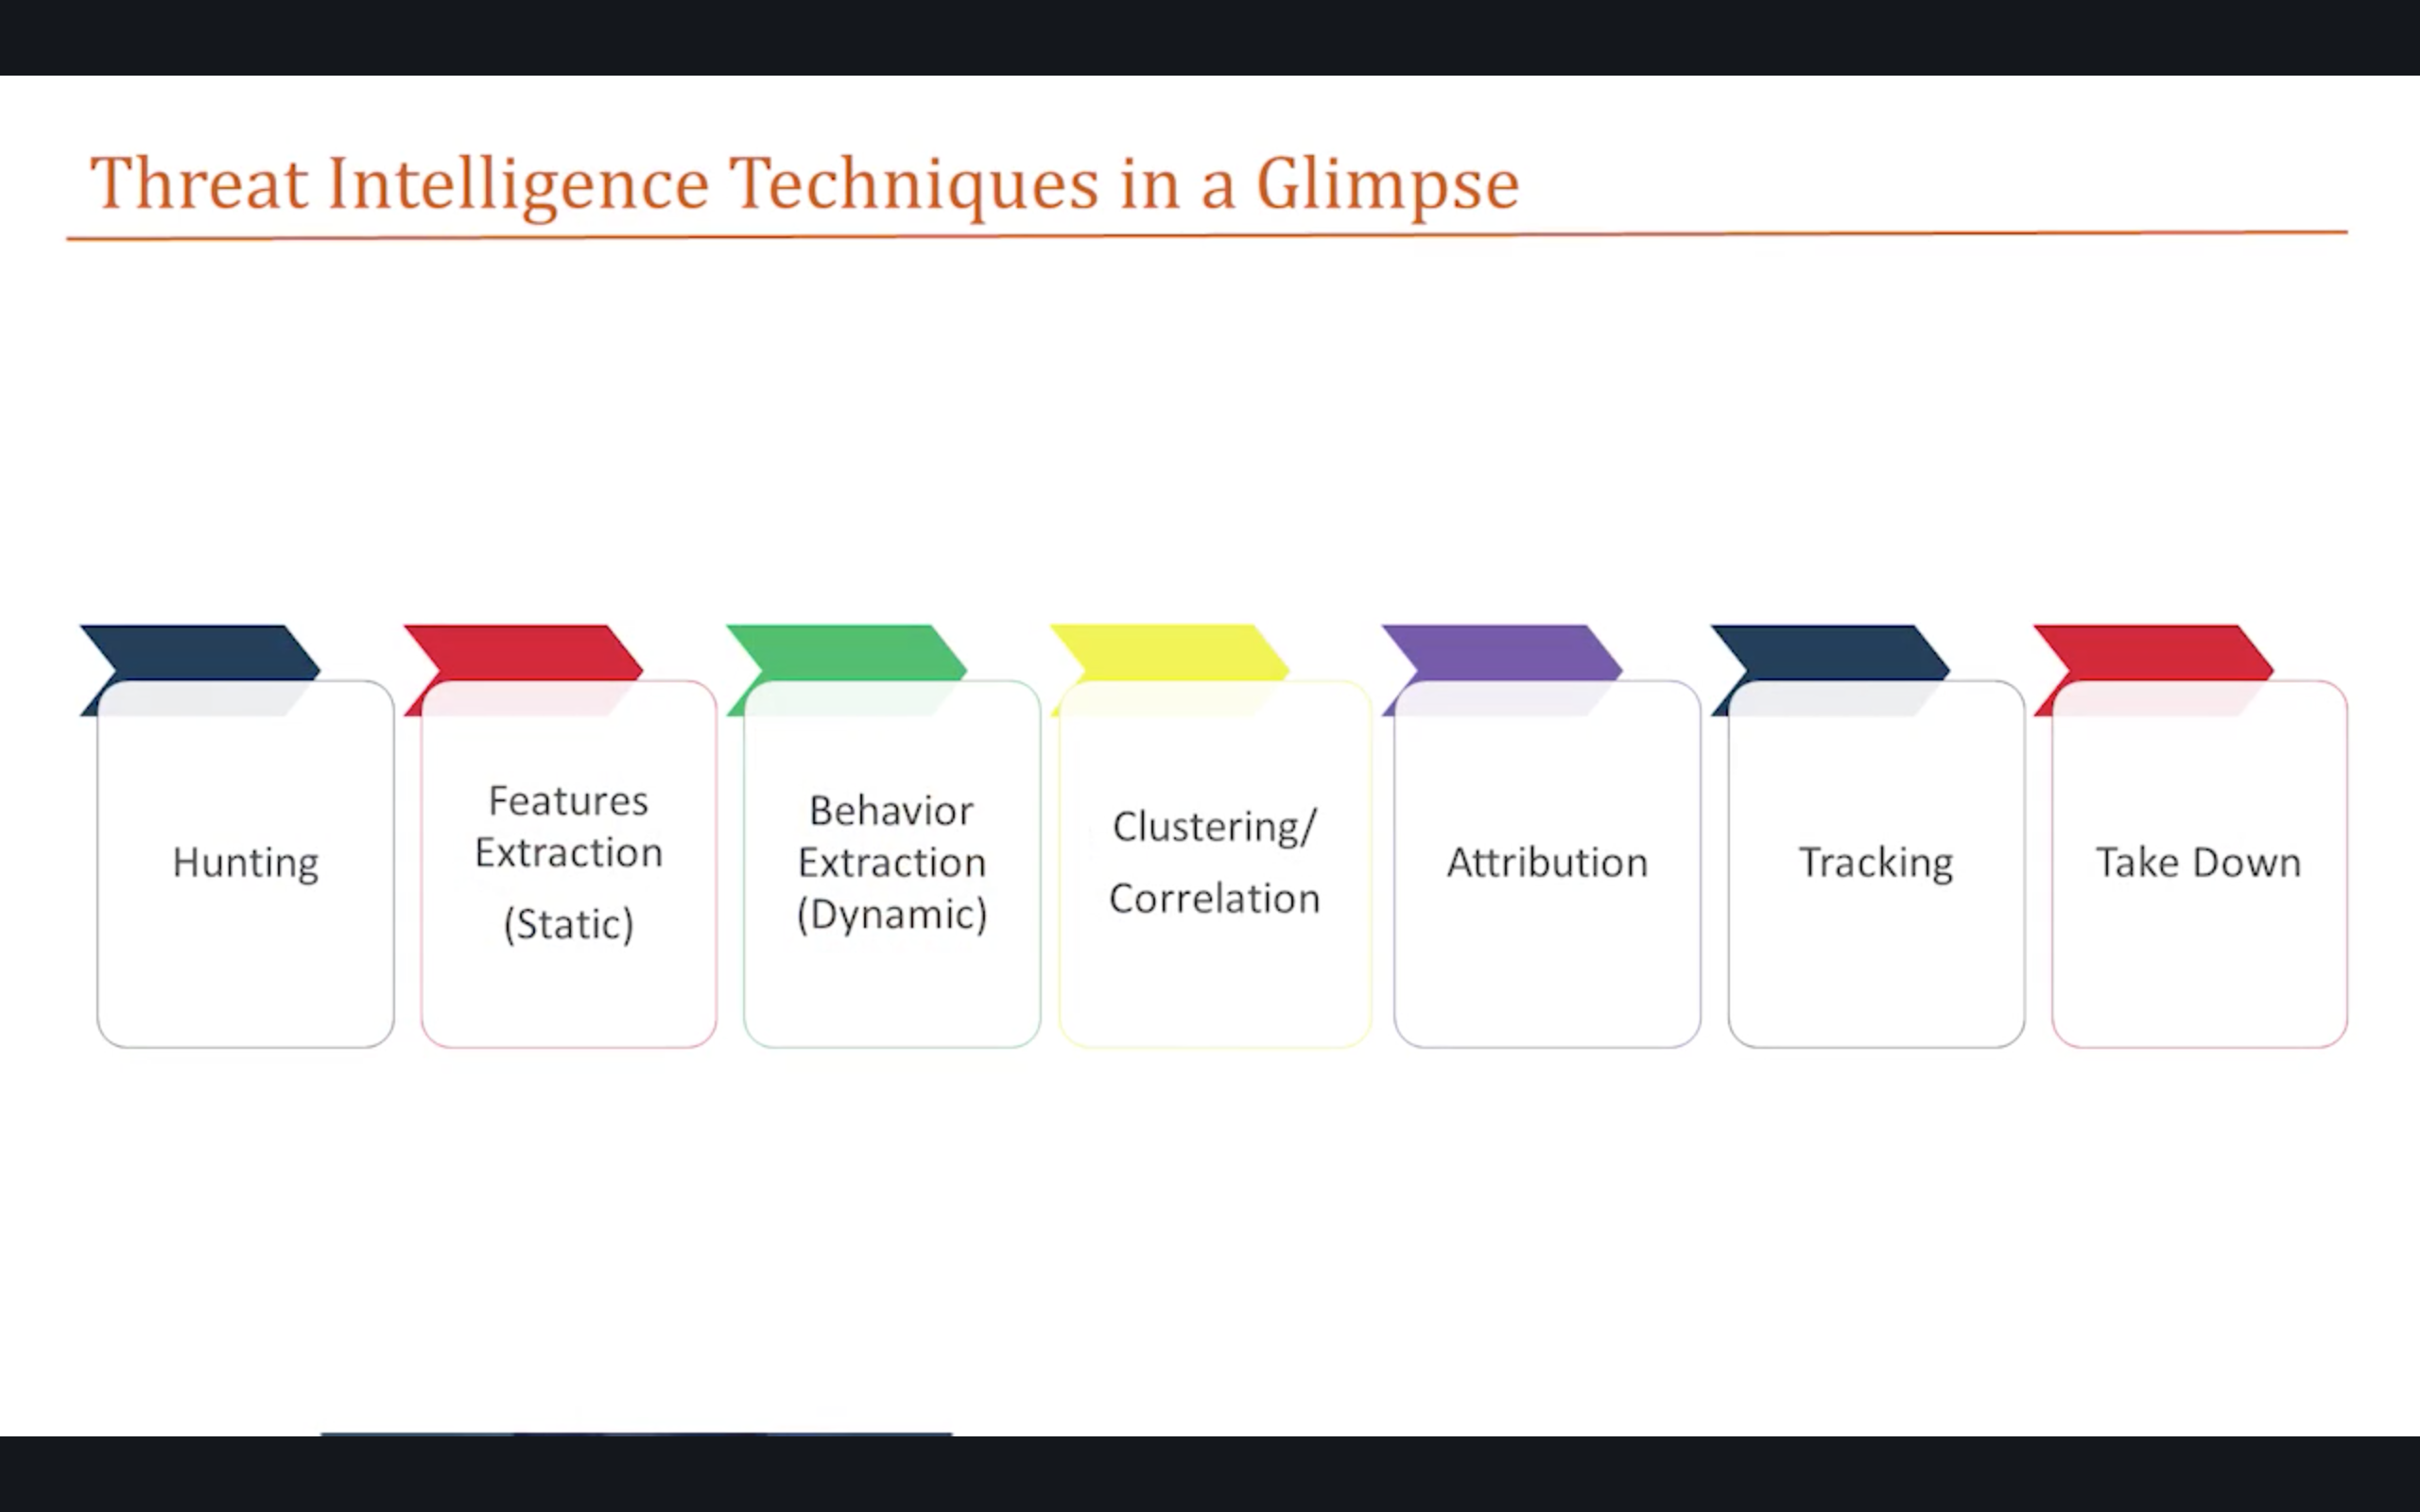 Threat Intelligence Techniques in a Glimpse
Hunting
Features
Extraction
(Static)
Behavior
Extraction
(Dynamic)
Clustering/
Correlation
Attribution
Tracking
Take Down